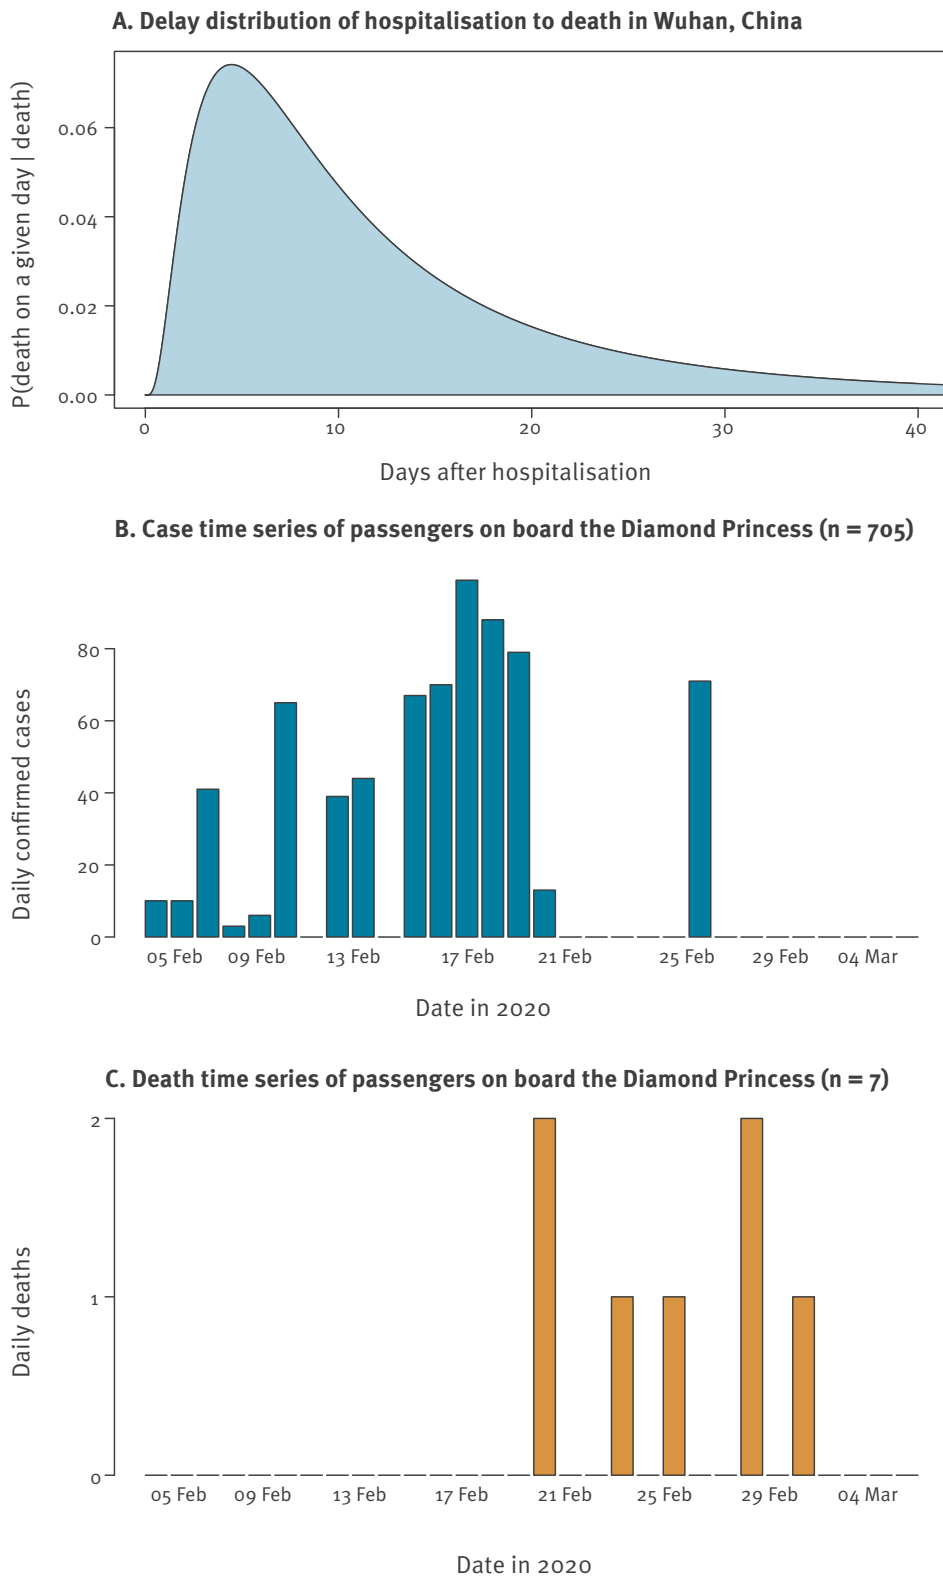 A. Delay distribution of hospitalisation to death in Wuhan, China
P(death on a given day | death)
0.06
0.04
0.02
0.00
0 10 20 30 40
Days after hospitalisation
B. Case time series of passengers on board the Diamond Princess (n = 705)
Daily confirmed cases
80
60
40
20
0
05 Feb 09 Feb 13 Feb 17 Feb 21 Feb 25 Feb 29 Feb 04 Mar
Date in 2020
C. Death time series of passengers on board the Diamond Princess (n = 7)
Daily deaths
2
1
0
05 Feb 09 Feb 13 Feb 17 Feb 21 Feb 25 Feb 29 Feb 04 Mar
Date in 2020